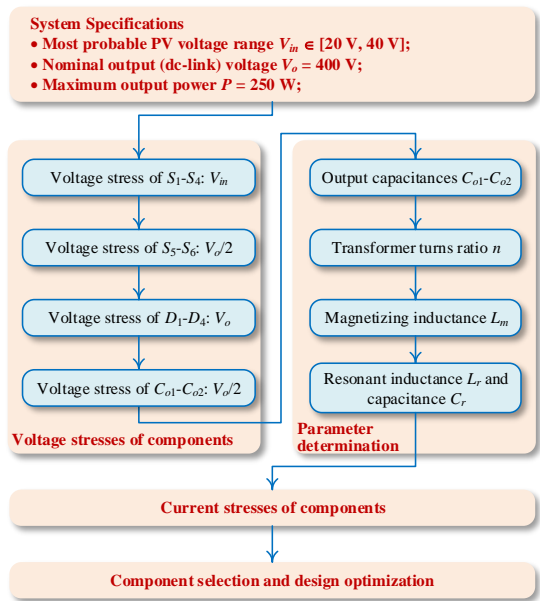 System Specifications
• Most probable PV voltage range Vin ∈ [20 V, 40 V];
• Nominal output (dc-link) voltage Vo = 400 V;
• Maximum output power P = 250 W;
Voltage stress of S1-S4: Vin
Voltage stress of S5-S6: Vo/2
Voltage stress of D1-D4: Vo
Voltage stress of Co1-Co2: Vo/2
Voltage stresses of components
Output capacitances Co1-Co2
Transformer turns ratio n
Magnetizing inductance Lm
Resonant inductance Lr and
capacitance Cr
Parameter
determination
Current stresses of components
Component selection and design optimization